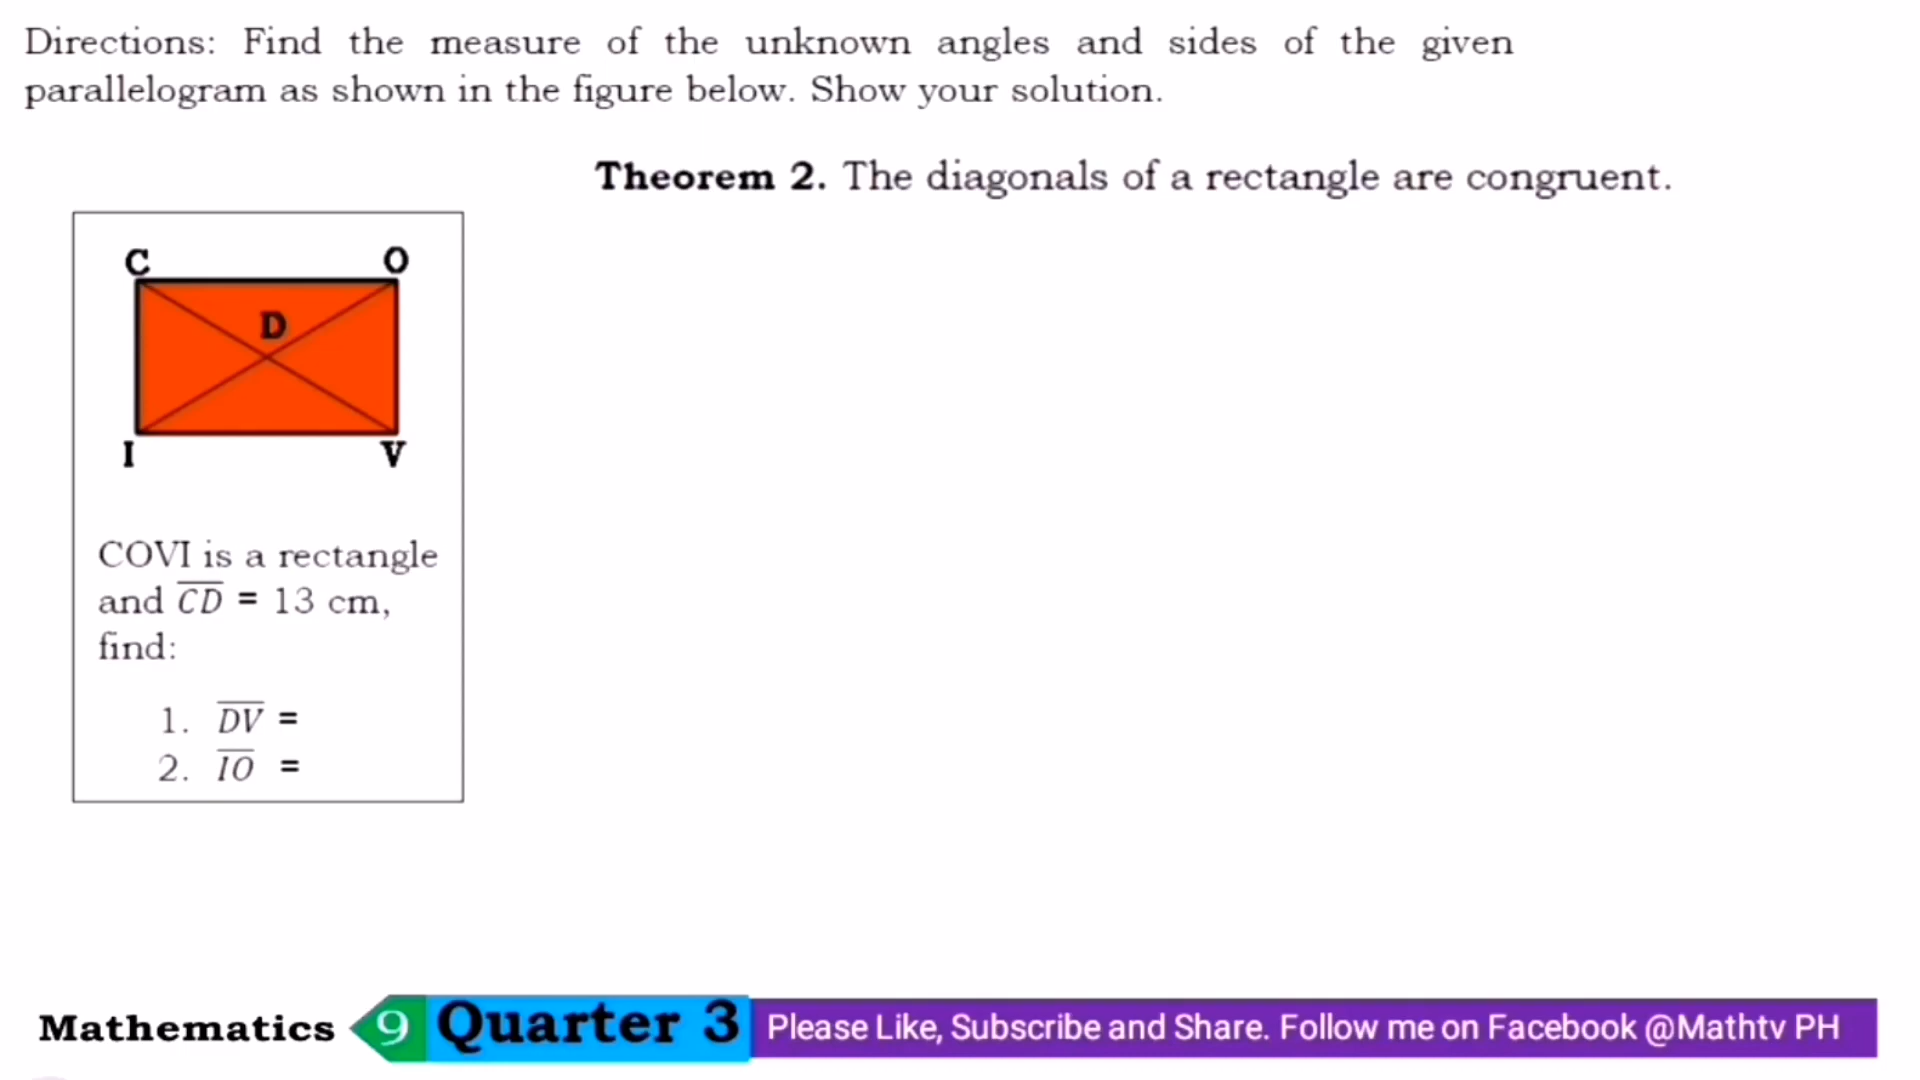 Directions: Find the measure of the unknown angles and sides of the given
parallelogram as shown in the figure below. Show your solution.
Theorem 2. The diagonals of a rectangle are congruent.
C O
D
I V
COVI is a rectangle
and CD = 13 cm,
find:
1. DV =
2. IO =
Mathematics 9 Quarter 3 Please Like, Subscribe and Share. Follow me on Facebook @Mathtv PH